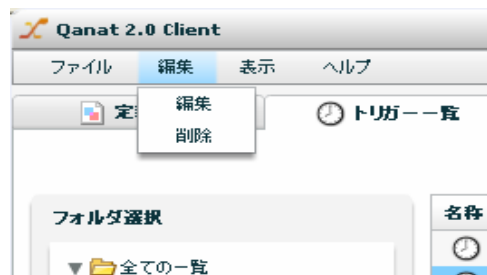 Qanat 2.0 Client
ファイル 編集 表示 ヘルプ
定 トリガー一覧
編集
削除
フォルダ選択 名称
全ての一覧